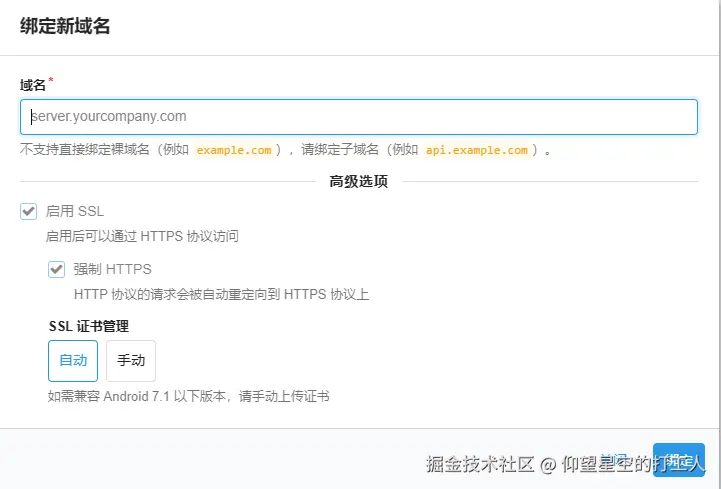 绑定新域名
域名*
server.yourcompany.com
不支持直接绑定裸域名（例如 example.com），请绑定子域名（例如 api.example.com）。
高级选项
启用 SSL
启用后可以通过 HTTPS 协议访问
强制 HTTPS
HTTP 协议的请求会被自动重定向到 HTTPS 协议上
SSL 证书管理
自动 手动
如需兼容 Android 7.1 以下版本，请手动上传证书
绑定
掘金技术社区 @ 仰望星空的打工人